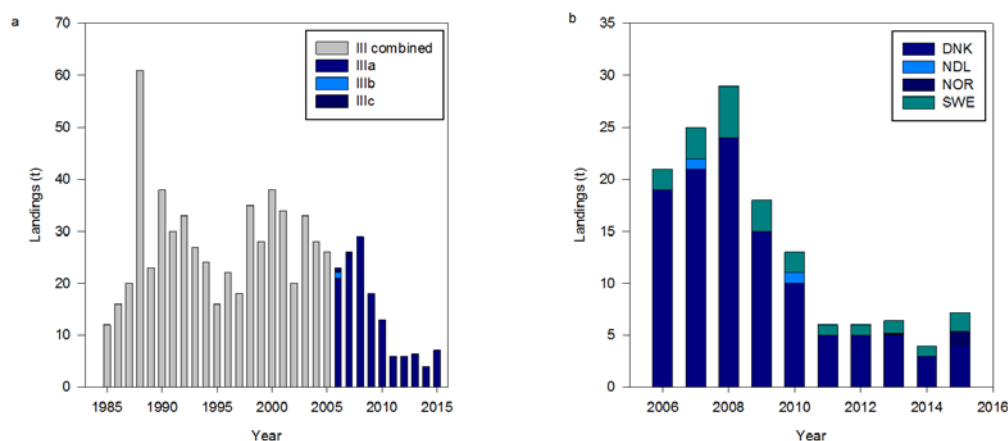 a
70
60
50
40
30
20
10
0
Landings (t)
1985 1990 1995 2000 2005 2010 2015
Year
III combined
IIIa
IIIb
IIIc
b
35
30
25
20
15
10
5
0
Landings (t)
2006 2008 2010 2012 2014 2016
Year
DNK
NDL
NOR
SWE